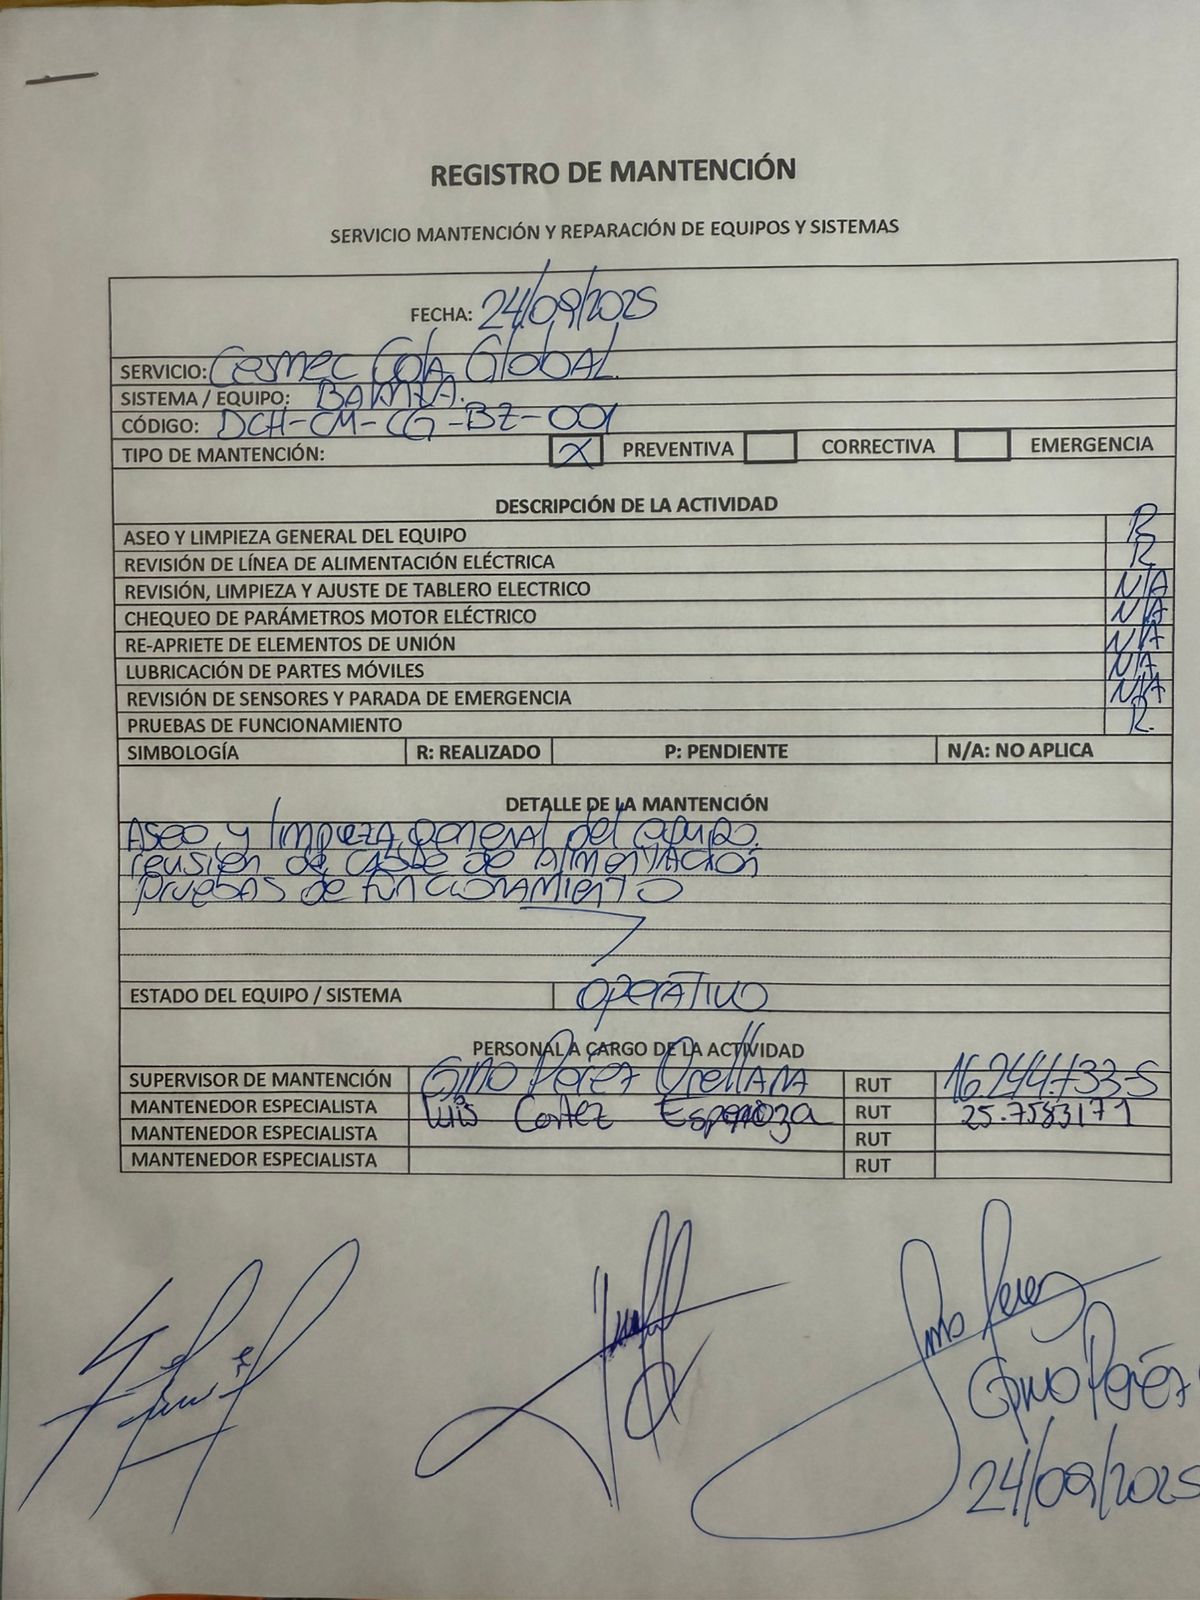 REGISTRO DE MANTENCIÓN
SERVICIO MANTENCIÓN Y REPARACIÓN DE EQUIPOS Y SISTEMAS
FECHA: 24/09/2025
SERVICIO: Cesmec Cola Global
SISTEMA / EQUIPO: BALANZA.
CÓDIGO: DCH-CM-CG-BZ-001
TIPO DE MANTENCIÓN: X PREVENTIVA CORRECTIVA EMERGENCIA
DESCRIPCIÓN DE LA ACTIVIDAD
ASEO Y LIMPIEZA GENERAL DEL EQUIPO R
REVISIÓN DE LÍNEA DE ALIMENTACIÓN ELÉCTRICA R
REVISIÓN, LIMPIEZA Y AJUSTE DE TABLERO ELECTRICO N/A
CHEQUEO DE PARÁMETROS MOTOR ELÉCTRICO N/A
RE-APRIETE DE ELEMENTOS DE UNIÓN N/A
LUBRICACIÓN DE PARTES MÓVILES N/A
REVISIÓN DE SENSORES Y PARADA DE EMERGENCIA N/A
PRUEBAS DE FUNCIONAMIENTO R.
SIMBOLOGÍA R: REALIZADO P: PENDIENTE N/A: NO APLICA
DETALLE DE LA MANTENCIÓN
Aseo y limpieza general del equipo.
revisión de cable de alimentación
pruebas de funcionamiento
ESTADO DEL EQUIPO / SISTEMA OPERATIVO
PERSONAL A CARGO DE LA ACTIVIDAD
SUPERVISOR DE MANTENCIÓN Gino Pérez Orellana RUT 16.244.733-5
MANTENEDOR ESPECIALISTA Luis Cortez Espinoza RUT 25.7583171
MANTENEDOR ESPECIALISTA RUT
MANTENEDOR ESPECIALISTA RUT
Gino Perez
Gino Pérez
24/09/2025